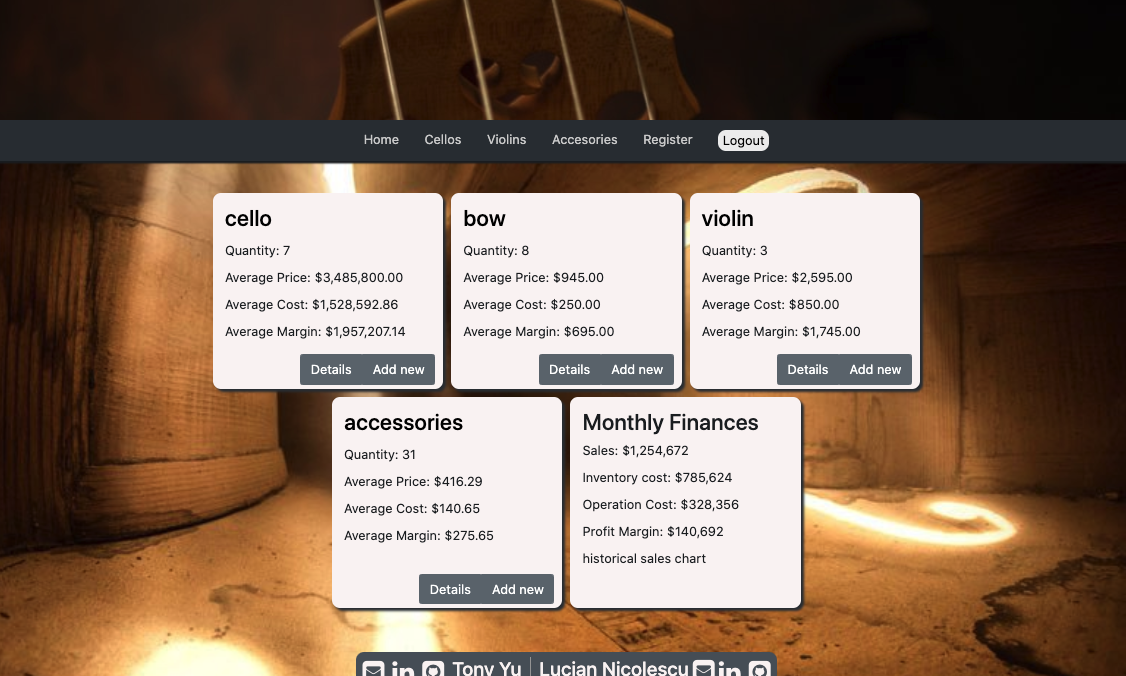 Home Cellos Violins Accesories Register Logout
cello
Quantity: 7
Average Price: $3,485,800.00
Average Cost: $1,528,592.86
Average Margin: $1,957,207.14
Details Add new
bow
Quantity: 8
Average Price: $945.00
Average Cost: $250.00
Average Margin: $695.00
Details Add new
violin
Quantity: 3
Average Price: $2,595.00
Average Cost: $850.00
Average Margin: $1,745.00
Details Add new
accessories
Quantity: 31
Average Price: $416.29
Average Cost: $140.65
Average Margin: $275.65
Details Add new
Monthly Finances
Sales: $1,254,672
Inventory cost: $785,624
Operation Cost: $328,356
Profit Margin: $140,692
historical sales chart
in Tony Yu | Lucian Nicolescu in